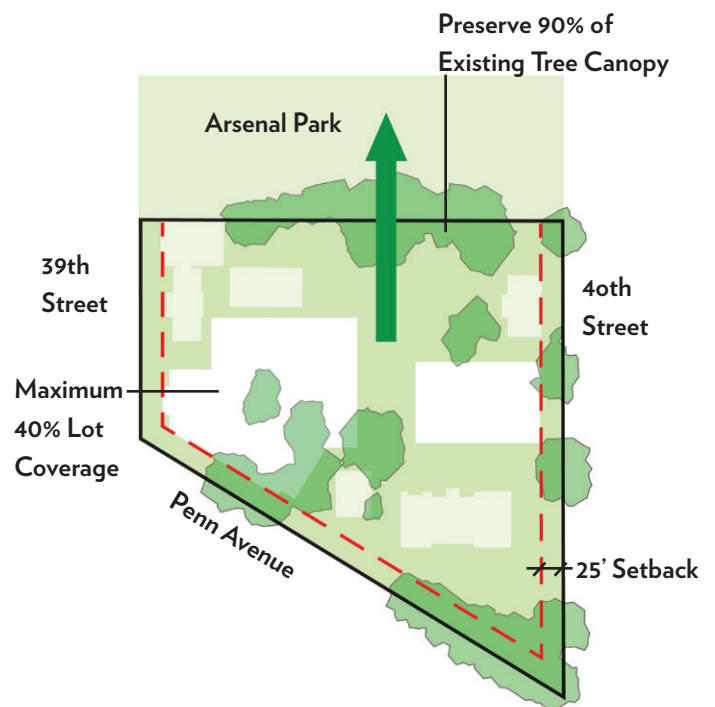 Preserve 90% of
Existing Tree Canopy
Arsenal Park
39th
Street
40th
Street
Maximum
40% Lot
Coverage
Penn Avenue
25' Setback